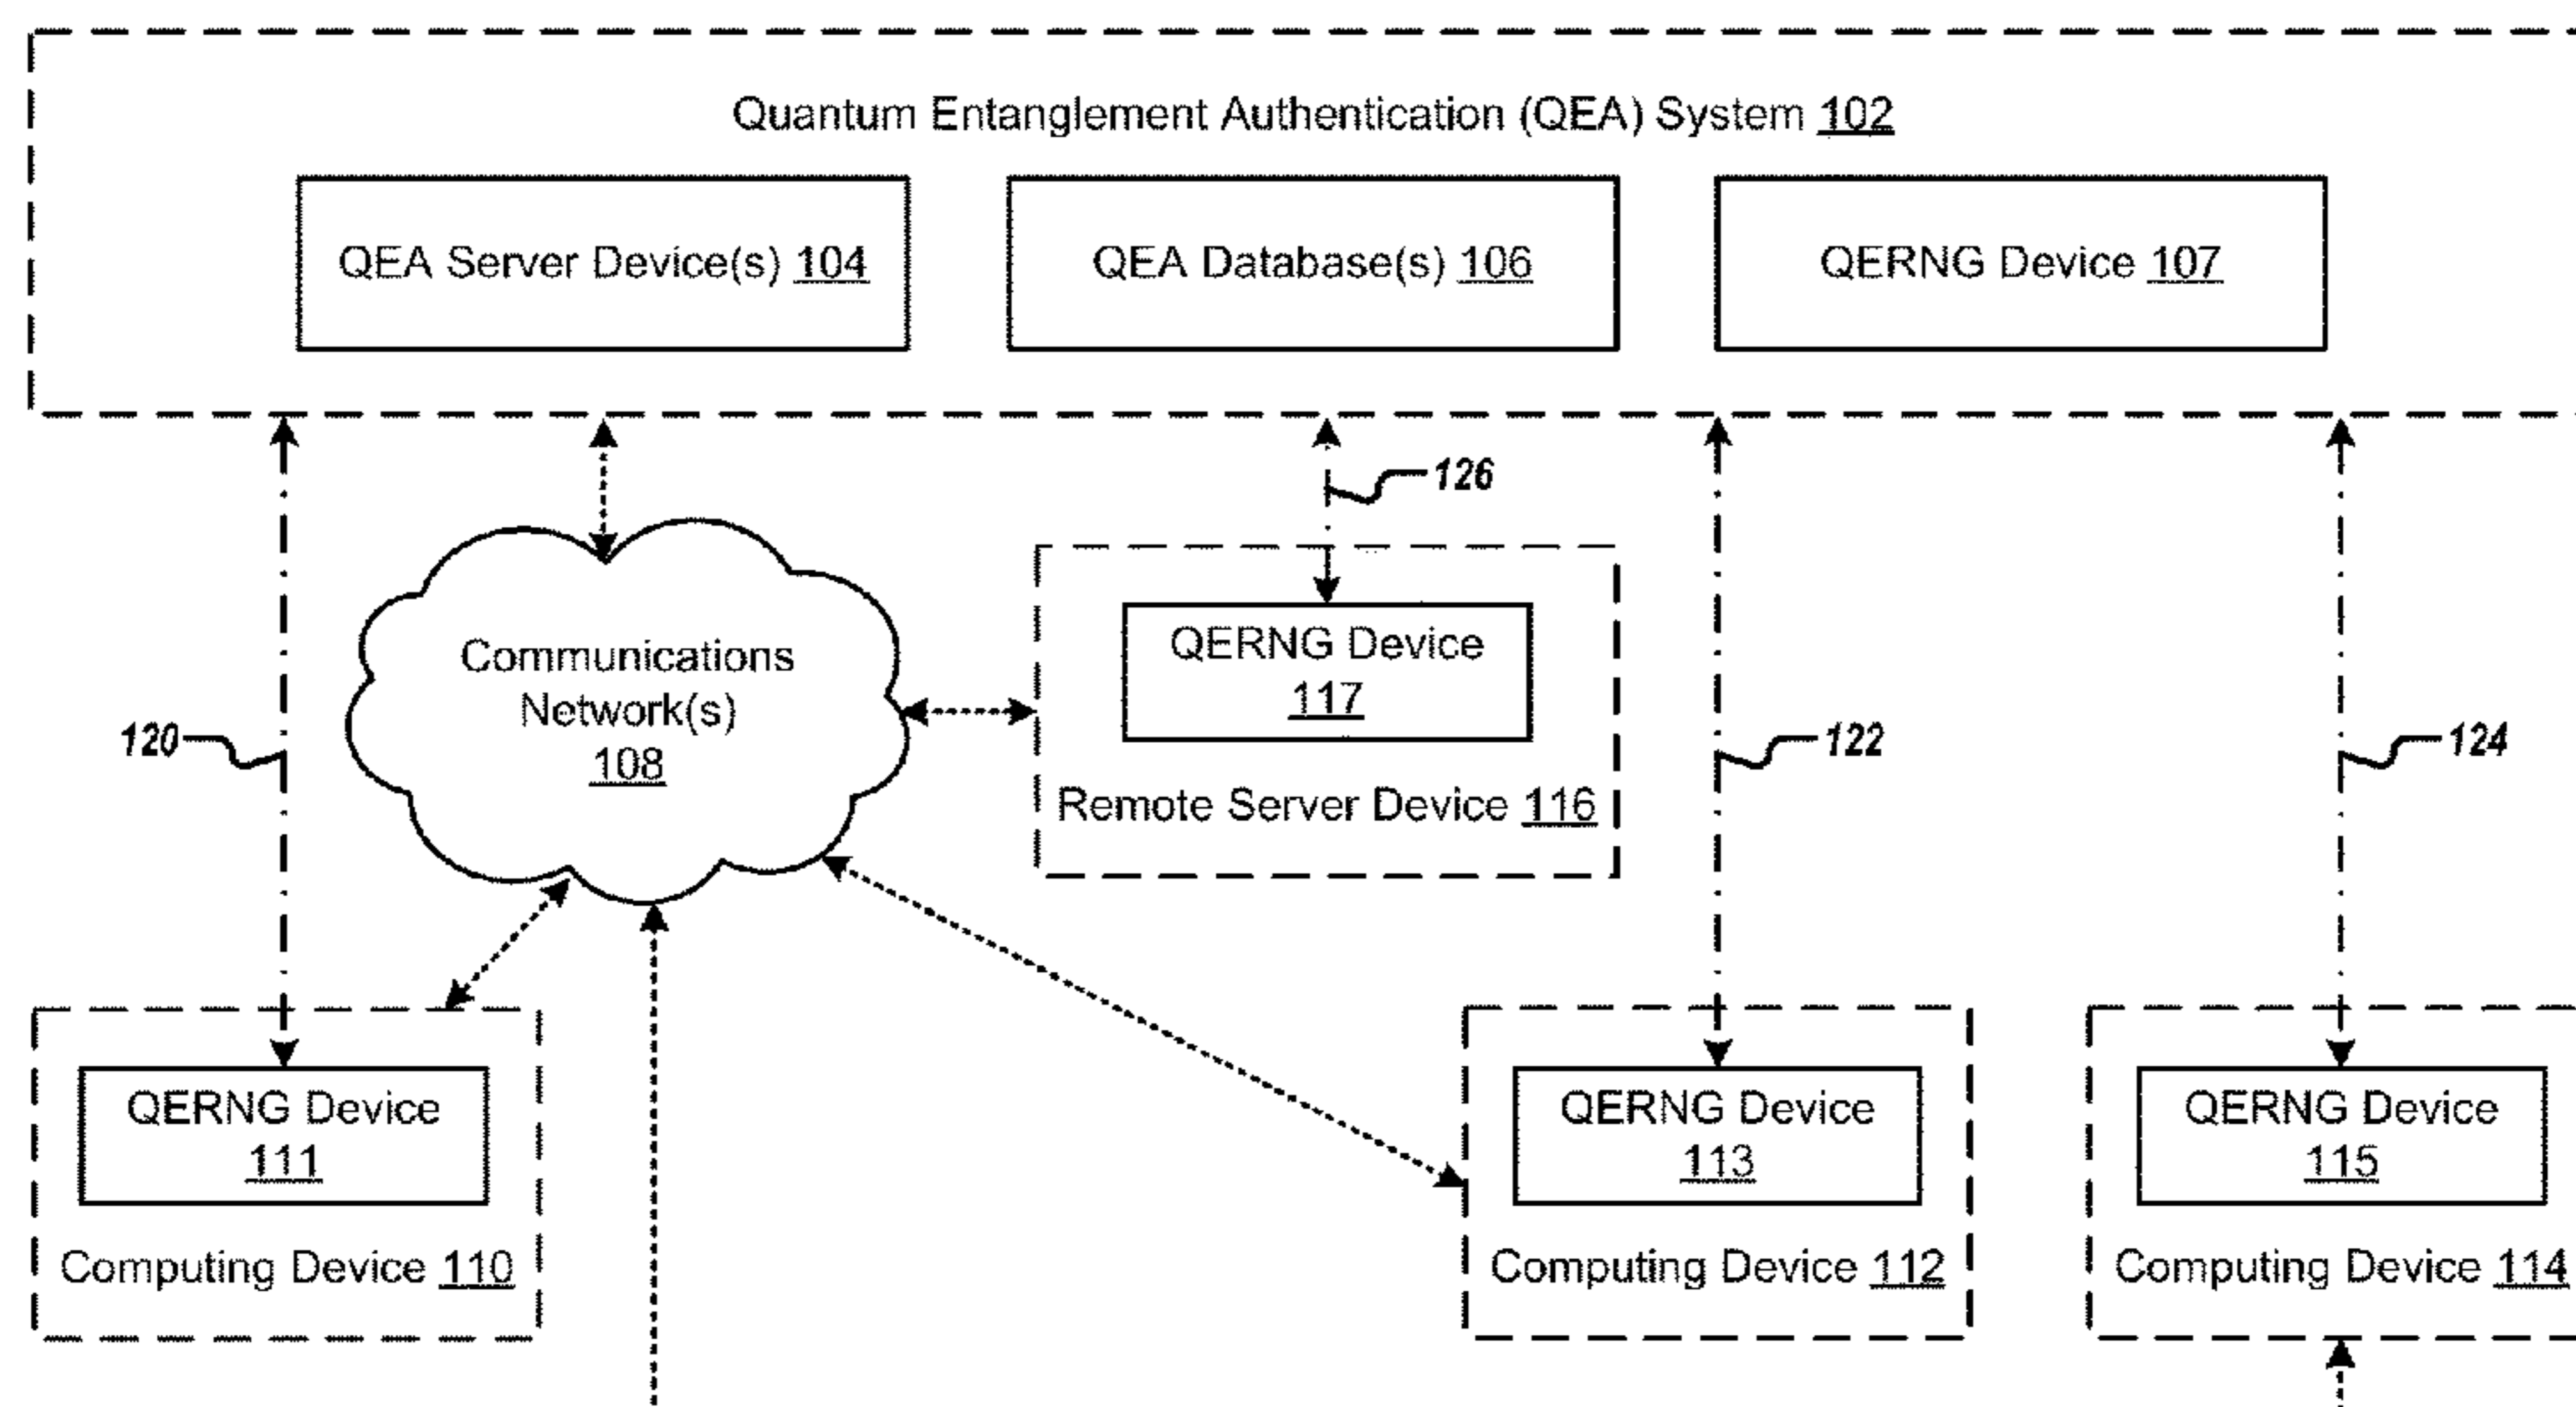 Quantum Entanglement Authentication (QEA) System 102
QEA Server Device(s) 104
QEA Database(s) 106
QERNG Device 107
126
Communications
Network(s)
108
QERNG Device
117
Remote Server Device 116
120
122
124
QERNG Device
111
Computing Device 110
QERNG Device
113
Computing Device 112
QERNG Device
115
Computing Device 114